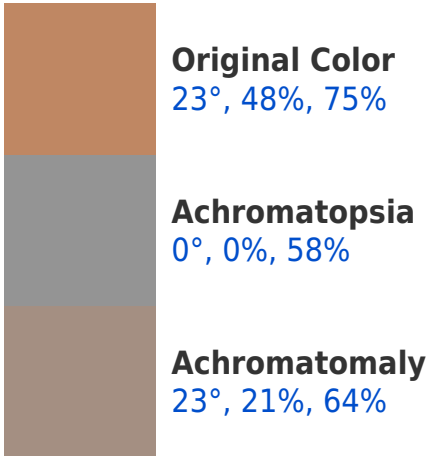 Original Color
23°, 48%, 75%
Achromatopsia
0°, 0%, 58%
Achromatomaly
23°, 21%, 64%